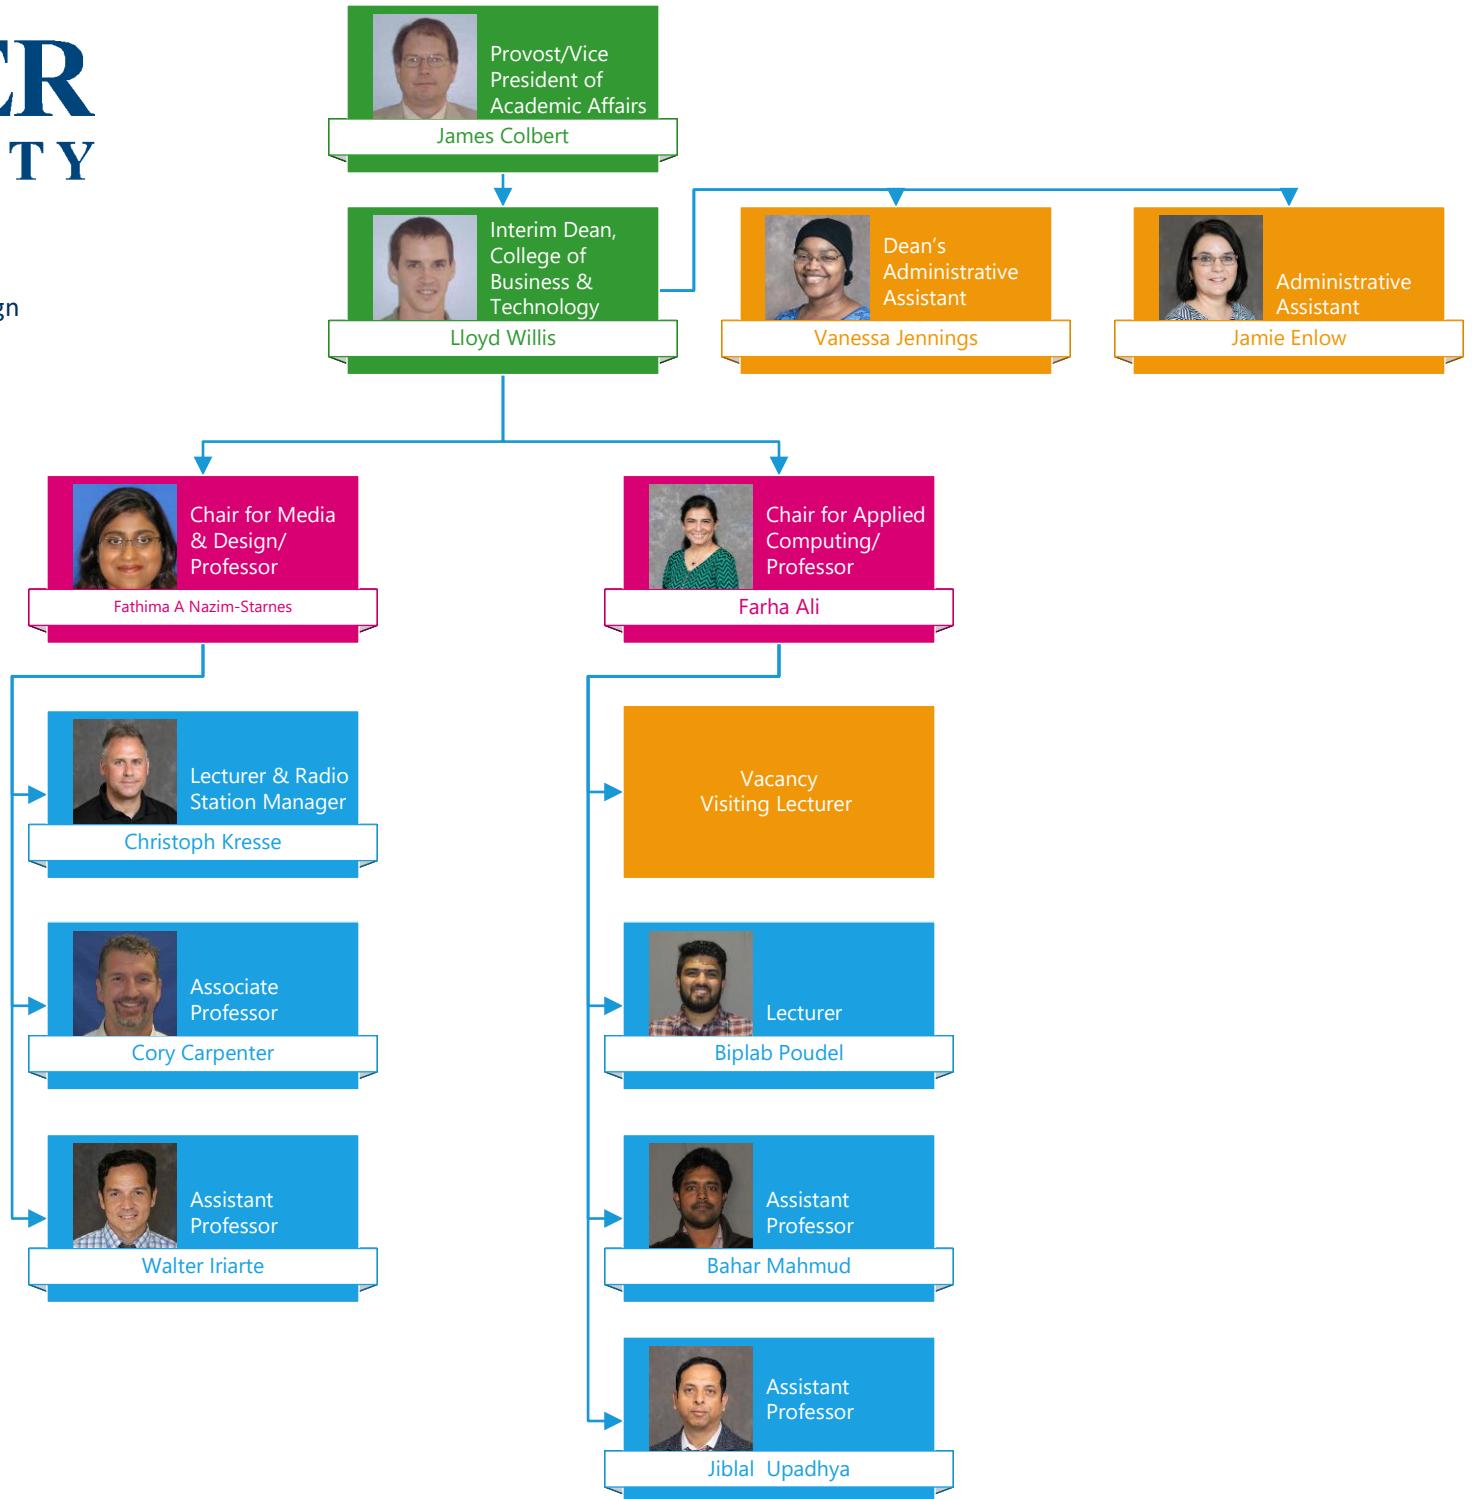 Provost/Vice
President of
Academic Affairs
James Colbert
Interim Dean,
College of
Business &
Technology
Lloyd Willis
Dean's
Administrative
Assistant
Vanessa Jennings
Administrative
Assistant
Jamie Enlow
Chair for Media
& Design/
Professor
Fathima A Nazim-Starnes
Chair for Applied
Computing/
Professor
Farha Ali
Lecturer & Radio
Station Manager
Christoph Kresse
Vacancy
Visiting Lecturer
Associate
Professor
Cory Carpenter
Lecturer
Biplab Poudel
Assistant
Professor
Walter Iriarte
Assistant
Professor
Bahar Mahmud
Assistant
Professor
Jiblal  Upadhya